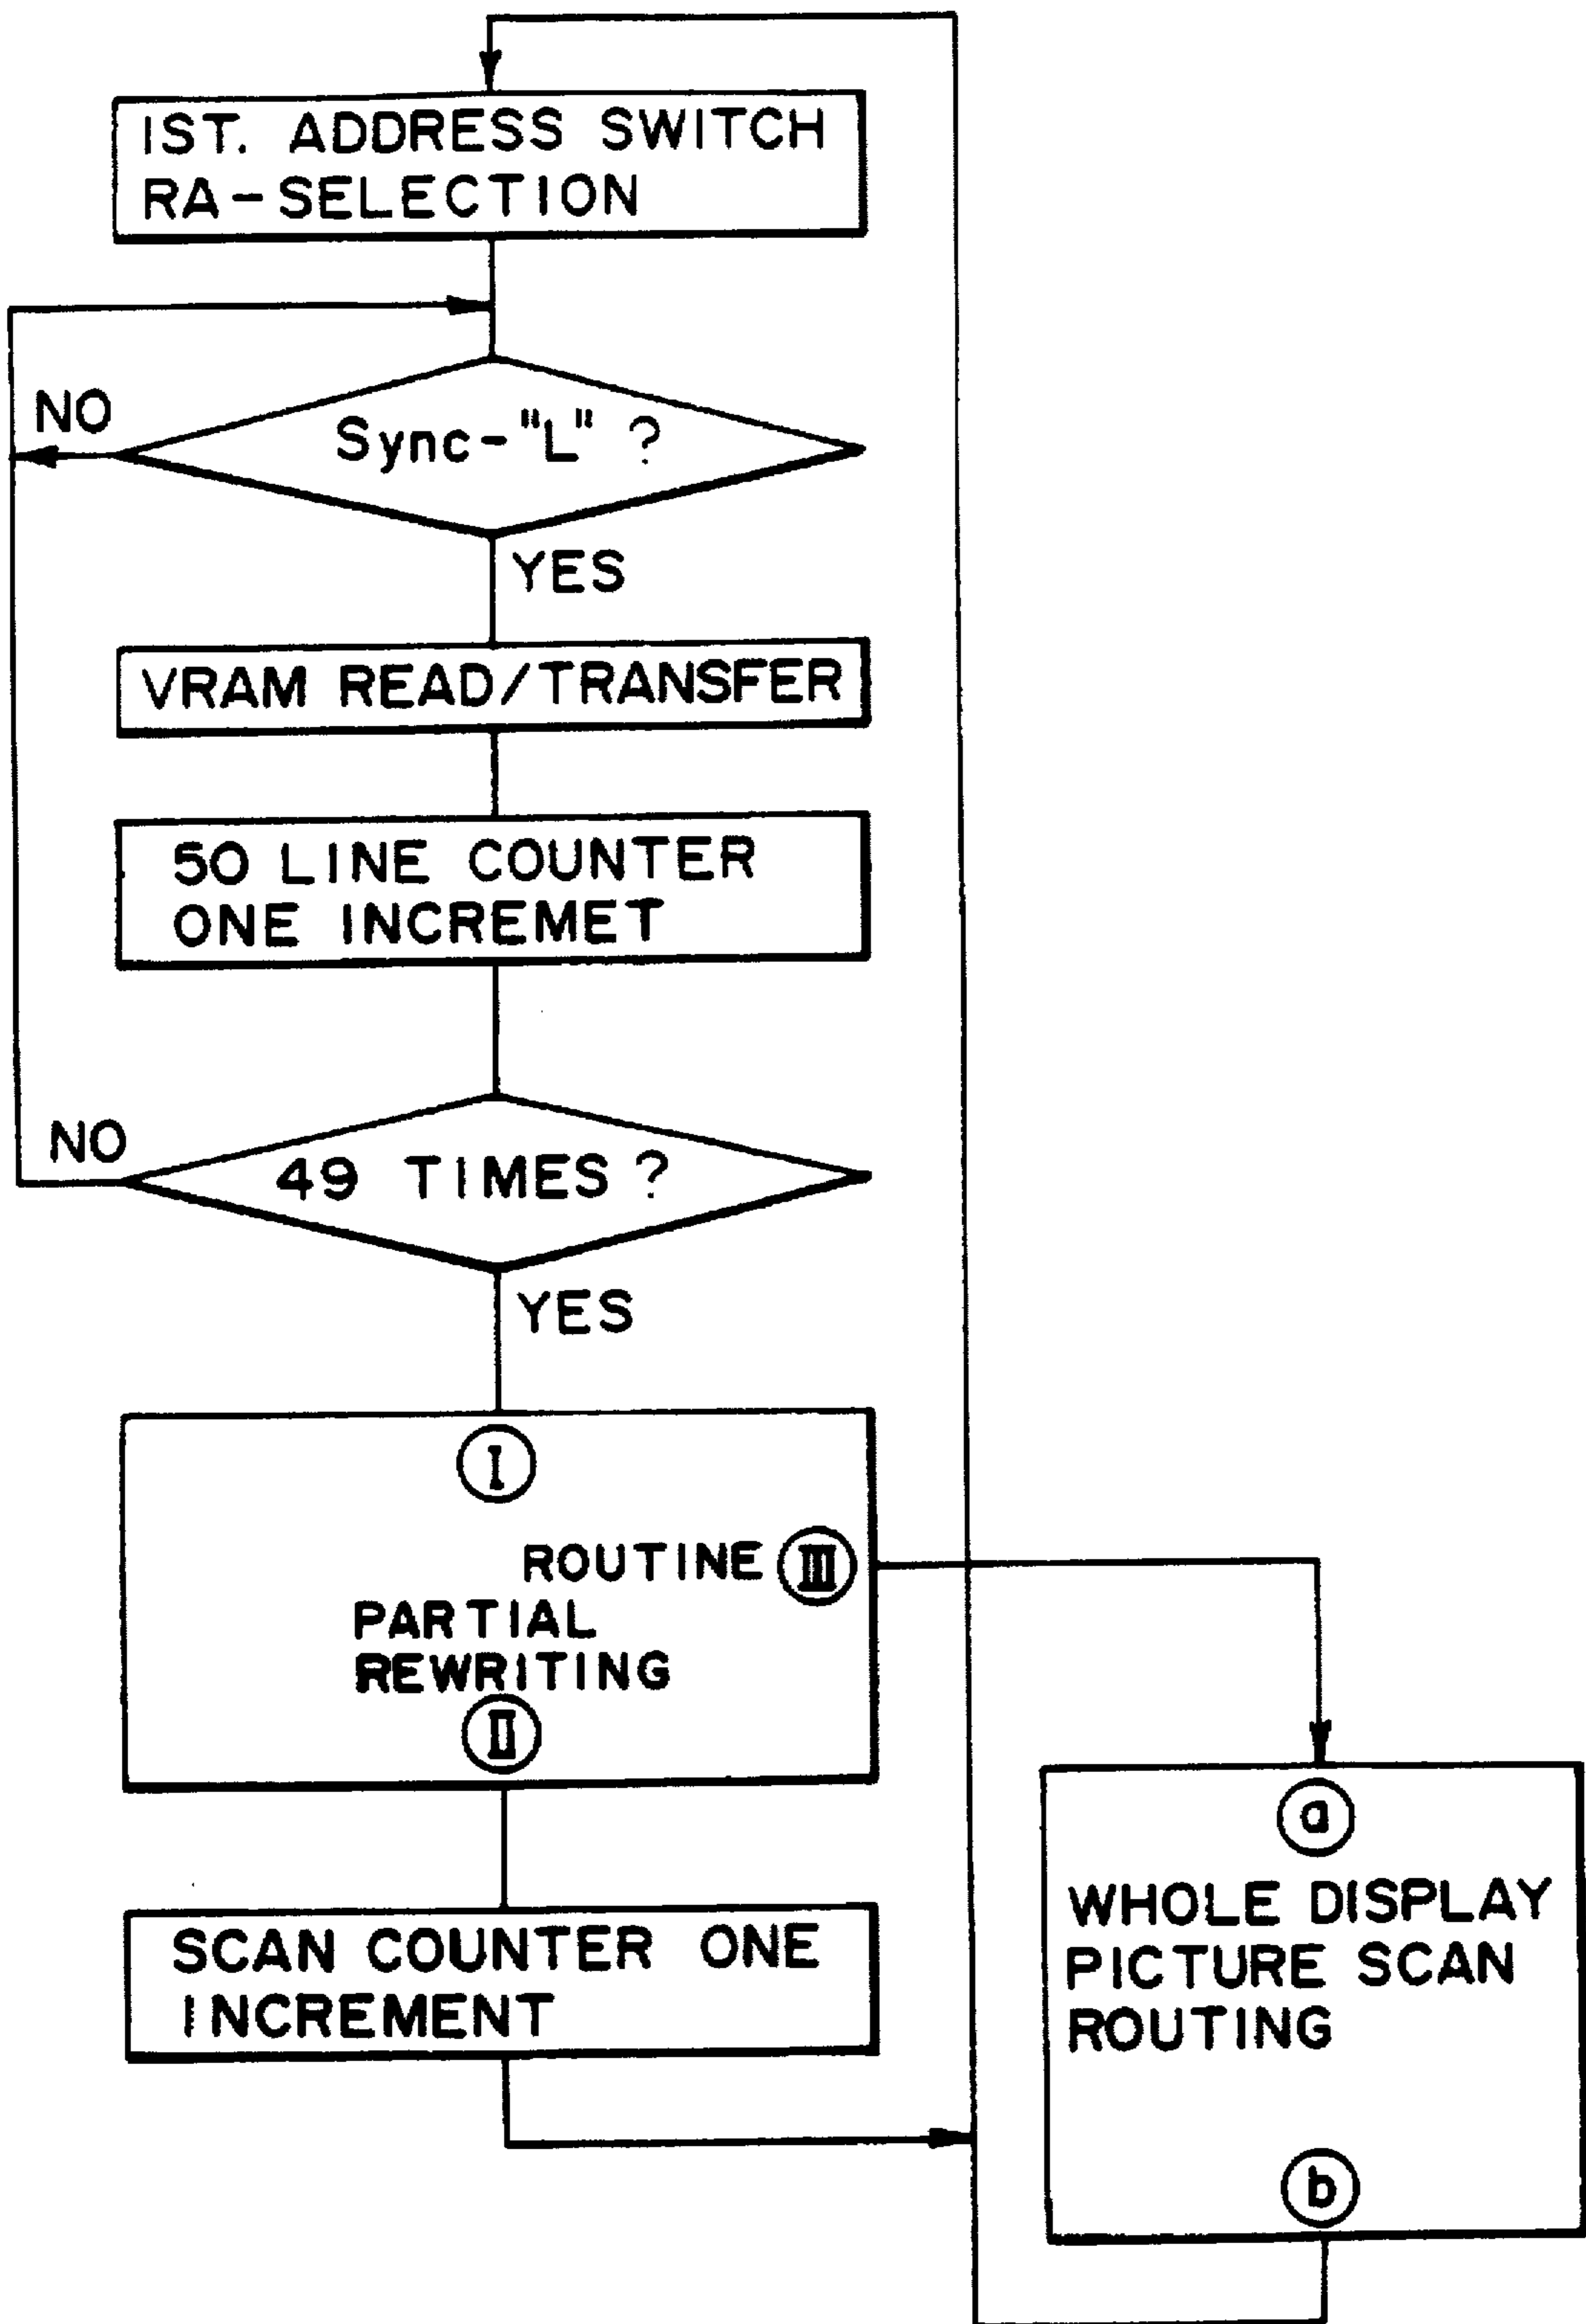 IST. ADDRESS SWITCH
RA-SELECTION
NO
Sync-"L" ?
YES
VRAM READ/TRANSFER
50 LINE COUNTER
ONE INCREMET
NO
49 TIMES ?
YES
I
ROUTINE III
PARTIAL
REWRITING
II
SCAN COUNTER ONE
INCREMENT
a
WHOLE DISPLAY
PICTURE SCAN
ROUTING
b